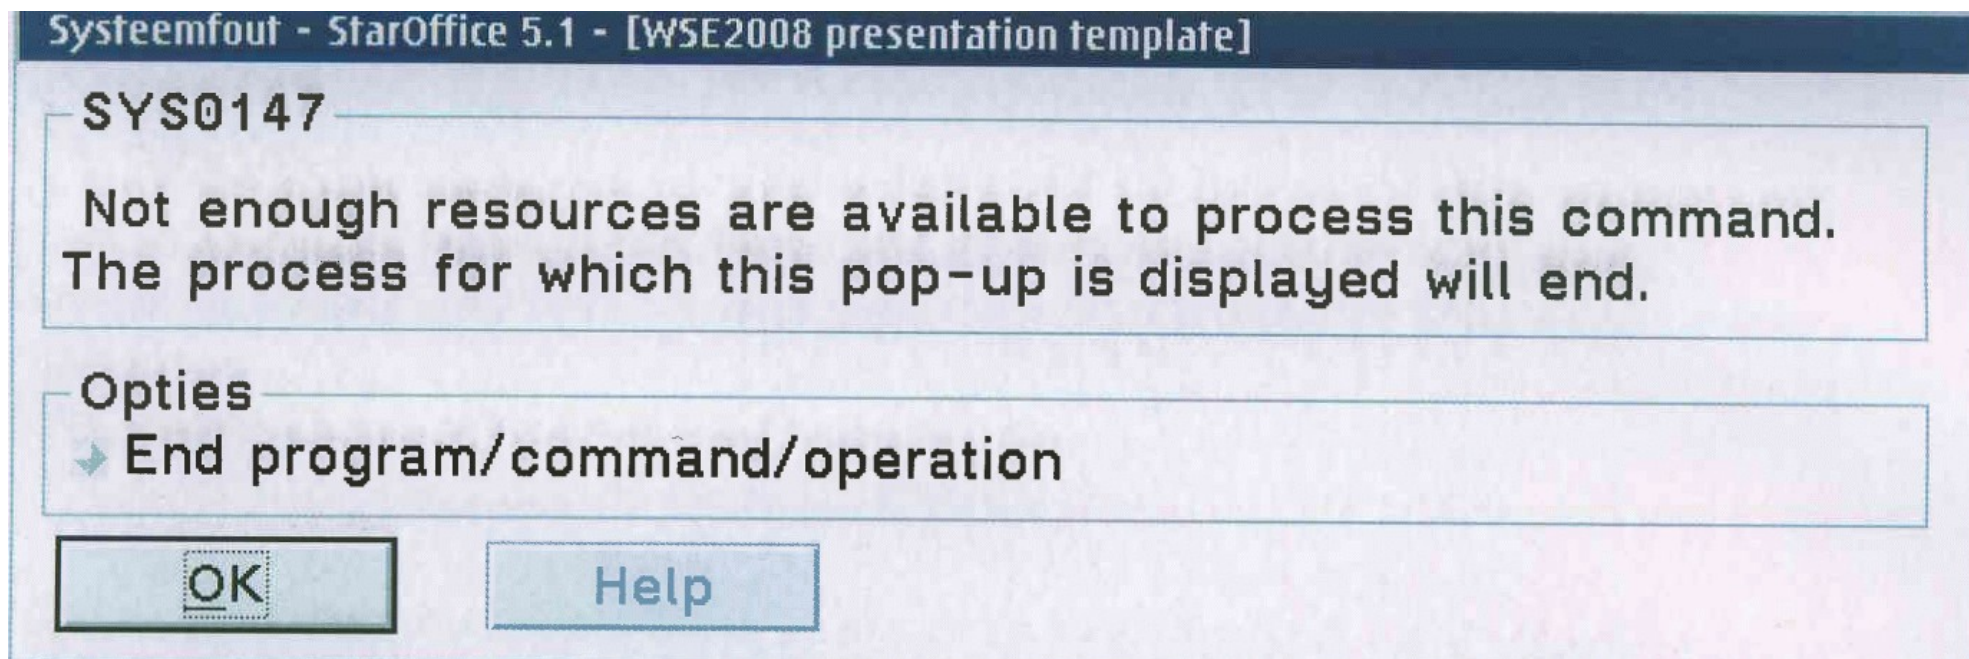 Systeemfout - StarOffice 5.1 - [WSE2008 presentation template]
SYS0147
Not enough resources are available to process this command.
The process for which this pop-up is displayed will end.
Opties
End program/command/operation
OK
Help